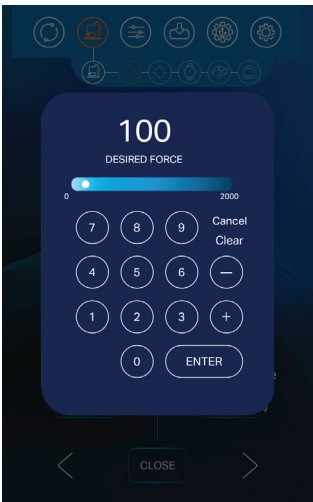 100
DESIRED FORCE
0 2000
7 8 9 Cancel
Clear
4 5 6 —
1 2 3 +
0 ENTER
CLOSE